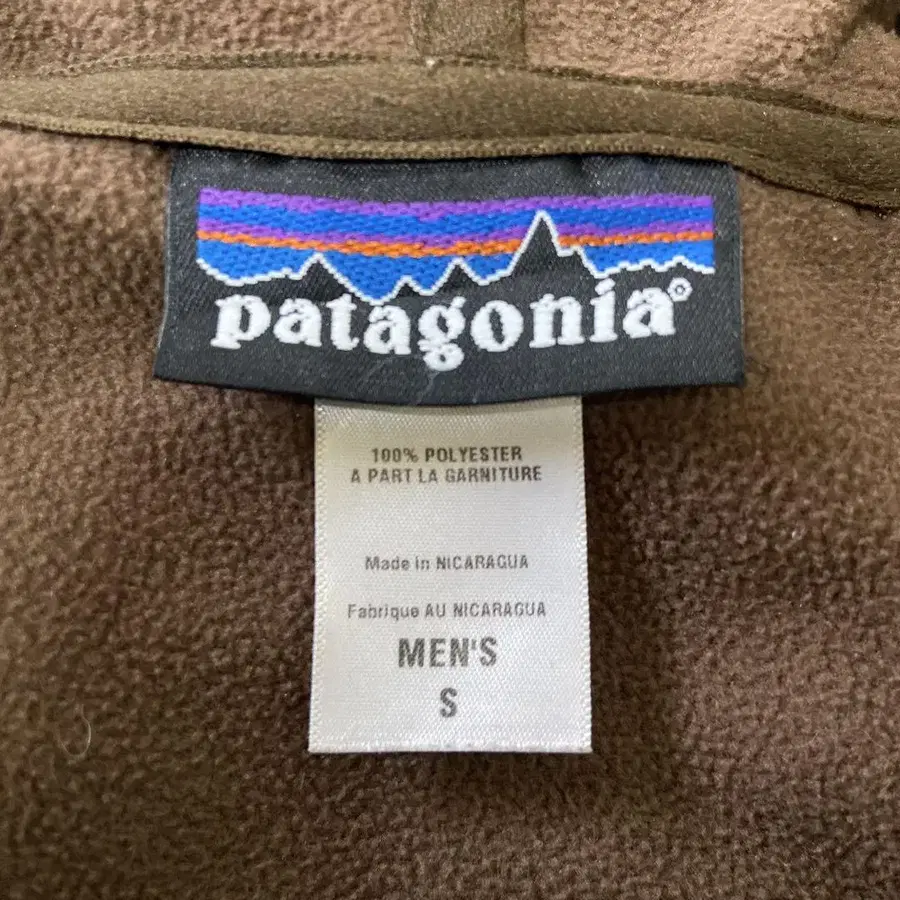 patagonia®
100% POLYESTER
A PART LA GARNITURE
Made in NICARAGUA
Fabrique AU NICARAGUA
MEN'S
S